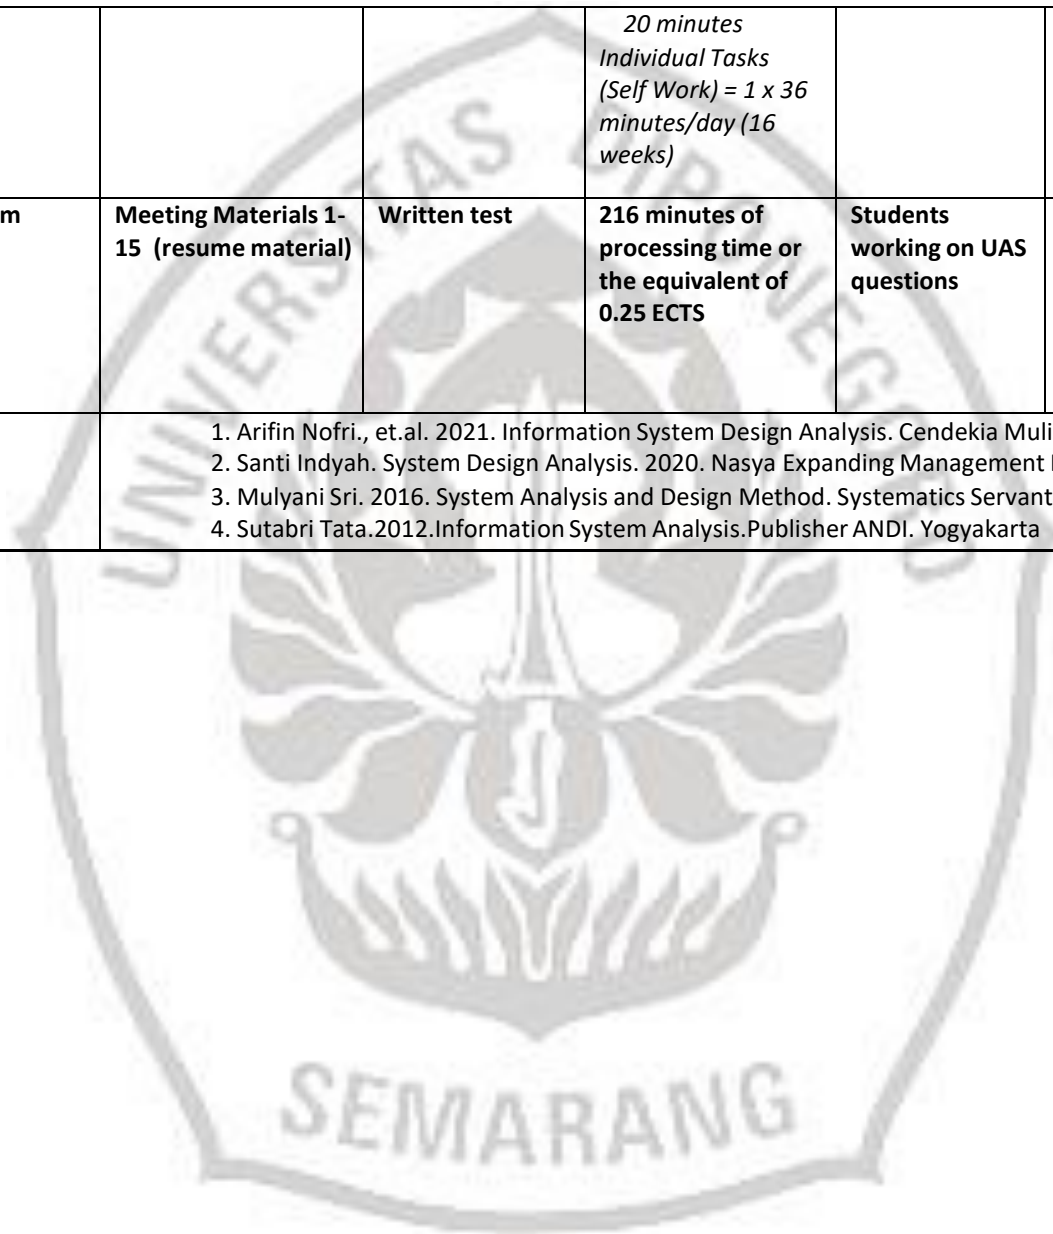 20 minutes
Individual Tasks
(Self Work) = 1 x 36
minutes/day (16
weeks)
m
Meeting Materials 1-
15 (resume material)
Written test
216 minutes of
processing time or
the equivalent of
0.25 ECTS
Students
working on UAS
questions
1. Arifin Nofri., et.al. 2021. Information System Design Analysis. Cendekia Muli
2. Santi Indyah. System Design Analysis. 2020. Nasya Expanding Management
3. Mulyani Sri. 2016. System Analysis and Design Method. Systematics Servant
4. Sutabri Tata.2012.Information System Analysis.Publisher ANDI. Yogyakarta
UNIVERSITAS DIPONEGORO
SEMARANG